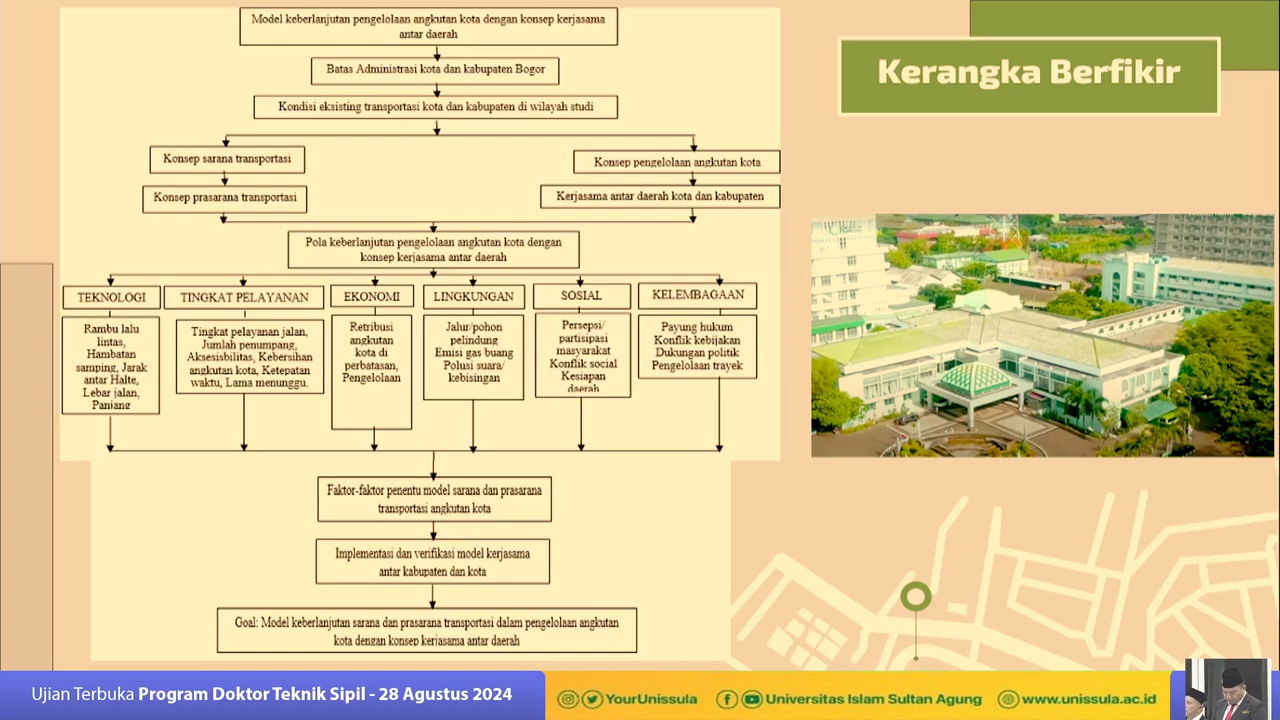 Model keberlanjutan pengelolaan angkutan kota dengan konsep kerjasama
antar daerah
Batas Administrasi kota dan kabupaten Bogor
Kondisi eksisting transportasi kota dan kabupaten di wilayah studi
Konsep sarana transportasi
Konsep prasarana transportasi
Konsep pengelolaan angkutan kota
Kerjasama antar daerah kota dan kabupaten
Pola keberlanjutan pengelolaan angkutan kota dengan
konsep kerjasama antar daerah
TEKNOLOGI
Rambu lalu
lintas,
Hambatan
samping, Jarak
antar Halte,
Lebar jalan,
Panjang
TINGKAT PELAYANAN
Tingkat pelayanan jalan,
Jumlah penumpang,
Aksesisbilitas, Kebersihan
angkutan kota, Ketepatan
waktu, Lama menunggu.
EKONOMI
Retribusi
angkutan
kota di
perbatasan,
Pengelolaan
LINGKUNGAN
Jalur/pohon
pelindung
Emisi gas buang
Polusi suara/
kebisingan
SOSIAL
Persepsi/
partisipasi
masyarakat
Konflik social
Kesiapan
daerah
KELEMBAGAAN
Payung hukum
Konflik kebijakan
Dukungan politik
Pengelolaan trayek
Faktor-faktor penentu model sarana dan prasarana
transportasi angkutan kota
Implementasi dan verifikasi model kerjasama
antar kabupaten dan kota
Goal: Model keberlanjutan sarana dan prasarana transportasi dalam pengelolaan angkutan
kota dengan konsep kerjasama antar daerah
Kerangka Berfikir
Ujian Terbuka Program Doktor Teknik Sipil - 28 Agustus 2024
YourUnissula
Universitas Islam Sultan Agung
www.unissula.ac.id